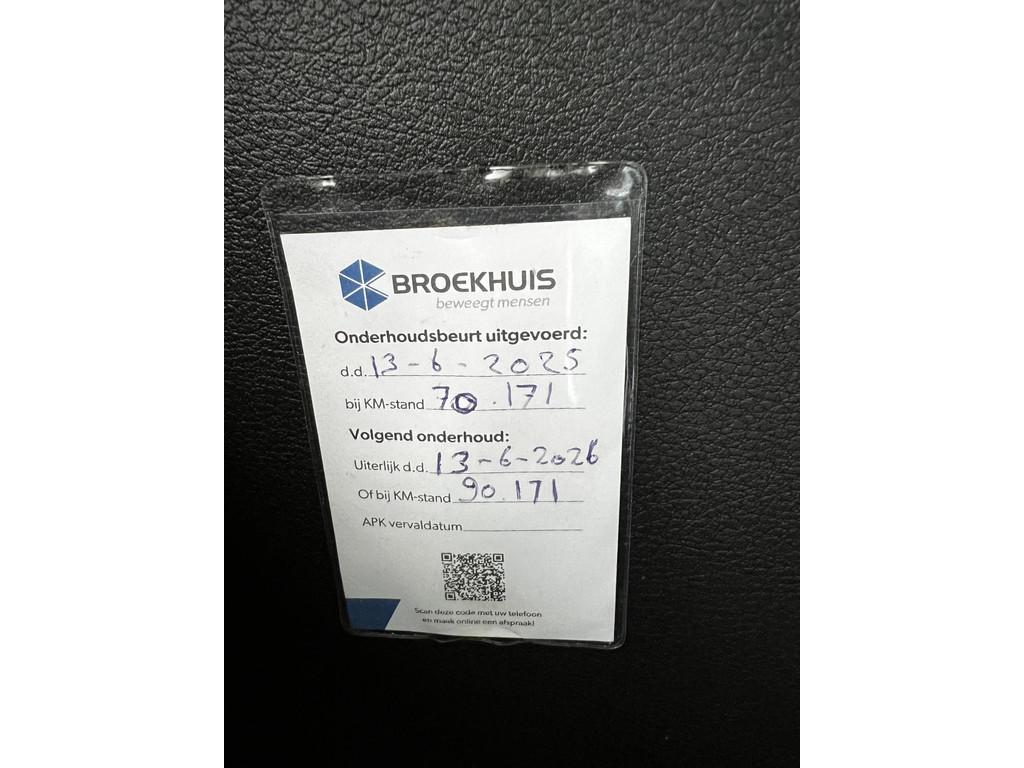 BROEKHUIS
beweegt mensen
Onderhoudsbeurt uitgevoerd:
d.d. 13-6-2025
bij KM-stand 70.171
Volgend onderhoud:
Uiterlijk d.d. 13-6-2026
Of bij KM-stand 90.171
APK vervaldatum
Scan deze code met uw telefoon
en maak online een afspraak!